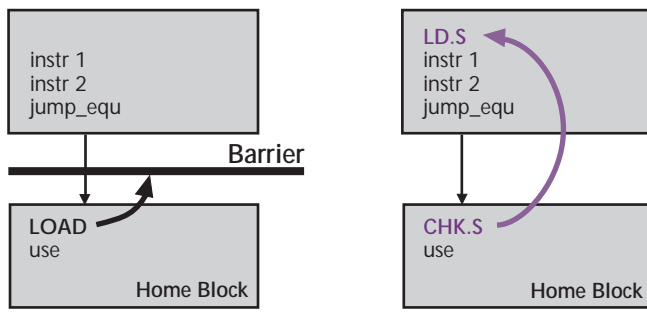 instr 1
instr 2
jump_equ
Barrier
LOAD
use
Home Block
LD.S
instr 1
instr 2
jump_equ
CHK.S
use
Home Block